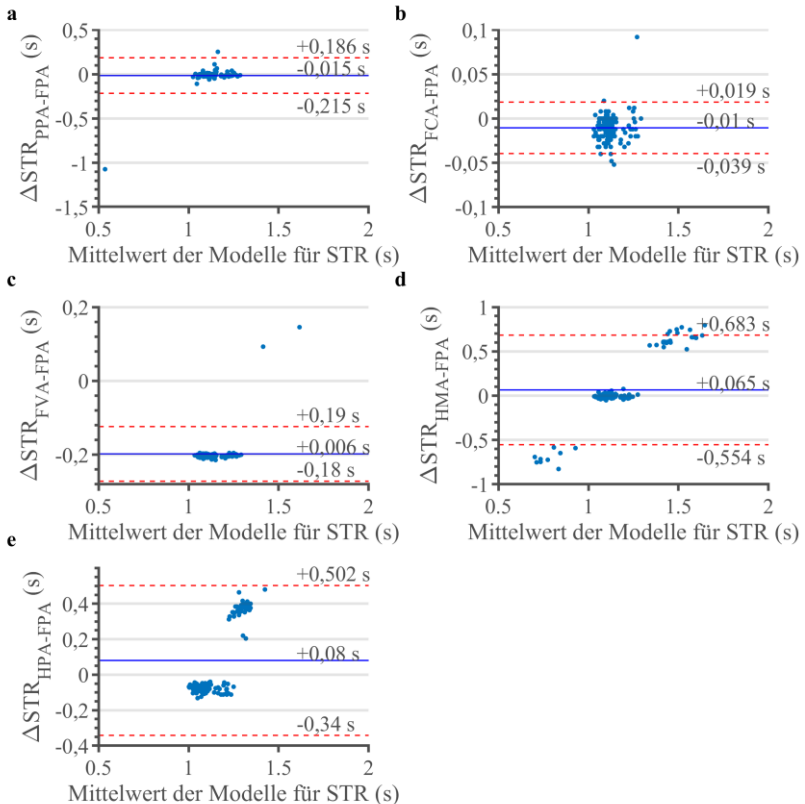 a
ΔSTR_PPA-FPA (s)
0,5
0
-0,5
-1
-1,5
+0,186 s
-0,015 s
-0,215 s
0.5
1
1.5
2
Mittelwert der Modelle für STR (s)
b
ΔSTR_FCA-FPA (s)
0,1
0,05
0
-0,05
-0,1
+0,019 s
-0,01 s
-0,039 s
0.5
1
1.5
2
Mittelwert der Modelle für STR (s)
c
ΔSTR_FVA-FPA (s)
0,2
0
-0,2
+0,19 s
+0,006 s
-0,18 s
0.5
1
1.5
2
Mittelwert der Modelle für STR (s)
d
ΔSTR_HMA-FPA (s)
1
0,5
0
-0,5
-1
+0,683 s
+0,065 s
-0,554 s
0.5
1
1.5
2
Mittelwert der Modelle für STR (s)
e
ΔSTR_HPA-FPA (s)
0,4
0,2
0
-0,2
-0,4
+0,502 s
+0,08 s
-0,34 s
0.5
1
1.5
2
Mittelwert der Modelle für STR (s)